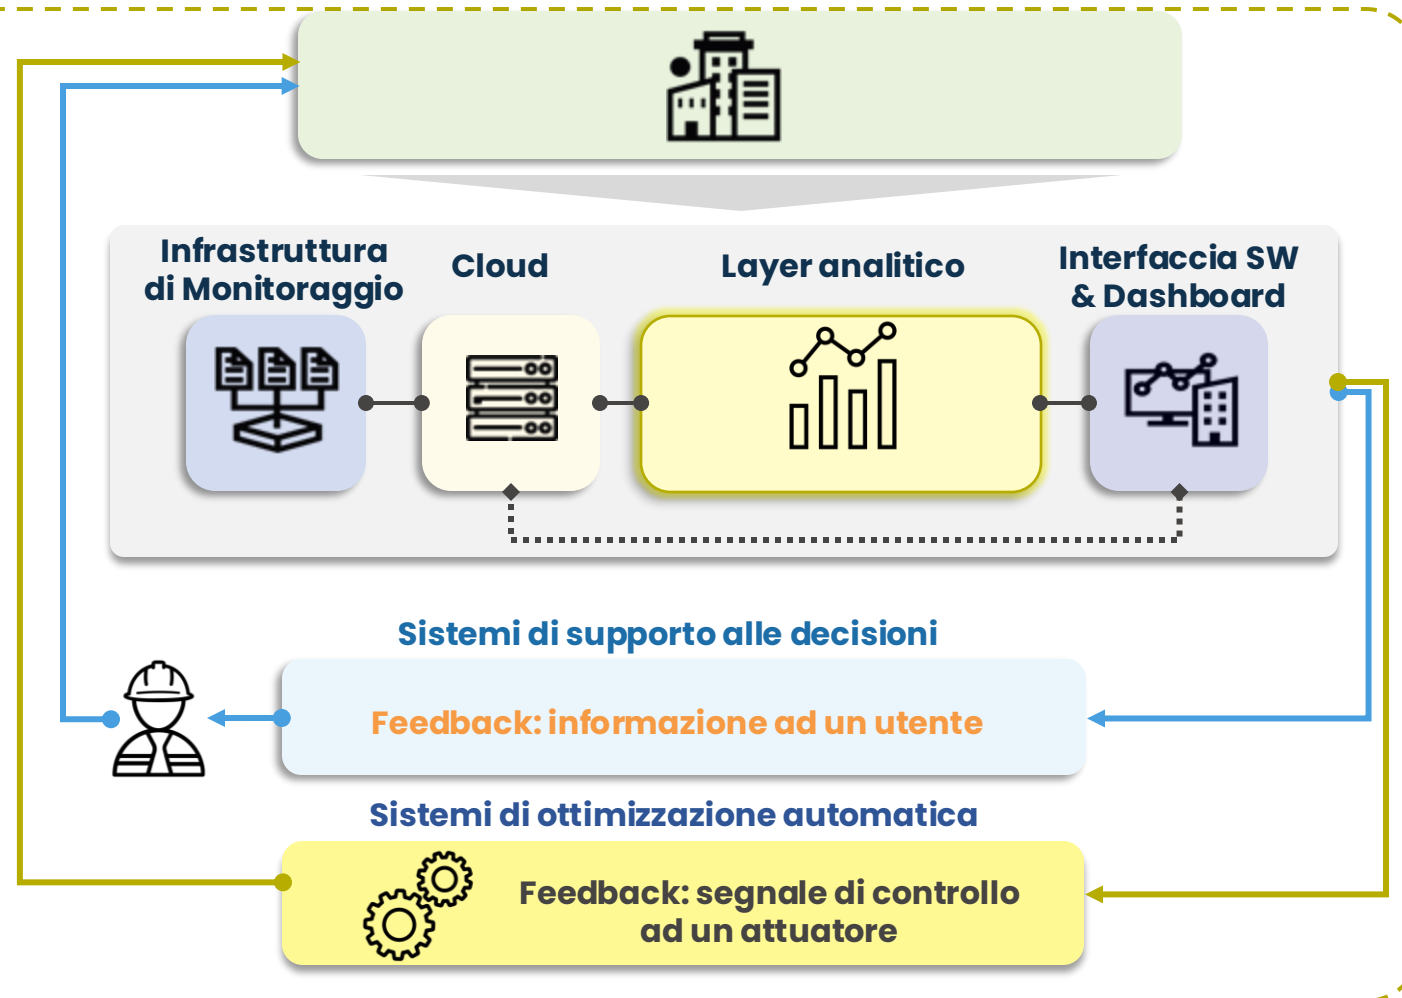 Infrastruttura
di Monitoraggio
Cloud
Layer analitico
Interfaccia SW
& Dashboard
Sistemi di supporto alle decisioni
Feedback: informazione ad un utente
Sistemi di ottimizzazione automatica
Feedback: segnale di controllo
ad un attuatore